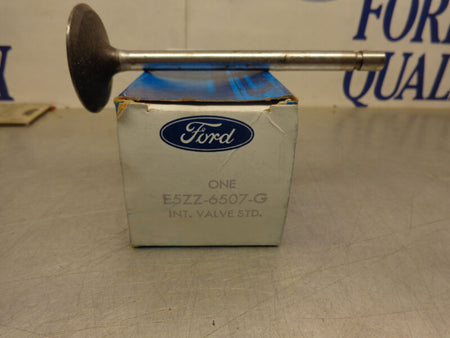 FOR
QUAL
Ford
ONE
E5ZZ-6507-G
INT. VALVE STD.